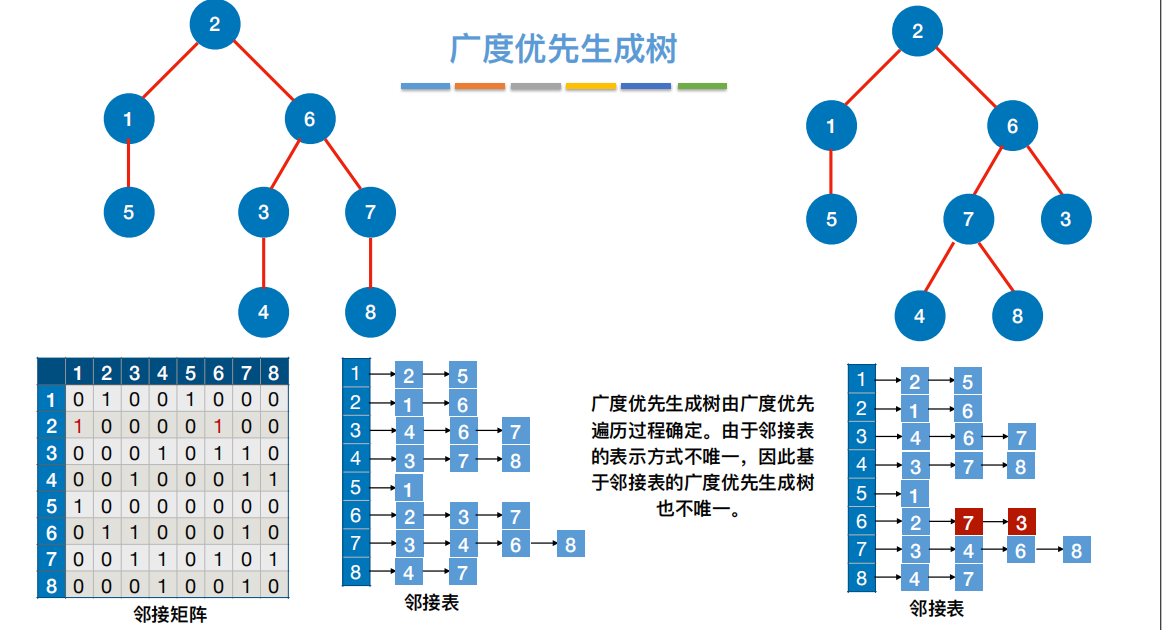 2
广度优先生成树
2
1
6
1
6
5
3
7
5
7
3
4
8
4
8
1 2 3 4 5 6 7 8
1 0 1 0 0 1 0 0 0
2 1 0 0 0 0 1 0 0
3 0 0 0 1 0 1 1 0
4 0 0 1 0 0 0 1 1
5 1 0 0 0 0 0 0 0
6 0 1 1 0 0 0 1 0
7 0 0 1 1 0 1 0 1
8 0 0 0 1 0 0 1 0
邻接矩阵
1 2 5
2 1 6
3 4 6 7
4 3 7 8
5 1
6 2 3 7
7 3 4 6 8
8 4 7
邻接表
广度优先生成树由广度优先
遍历过程确定。由于邻接表
的表示方式不唯一，因此基
于邻接表的广度优先生成树
也不唯一。
1 2 5
2 1 6
3 4 6 7
4 3 7 8
5 1
6 2 7 3
7 3 4 6 8
8 4 7
邻接表